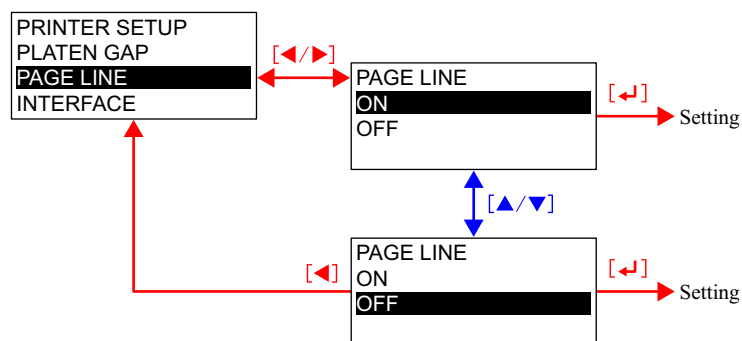 PRINTER SETUP
PLATEN GAP
PAGE LINE
INTERFACE
[◀/▶]
PAGE LINE
ON
OFF
[↵]
Setting
[▲/▼]
PAGE LINE
ON
OFF
[◀]
[↵]
Setting